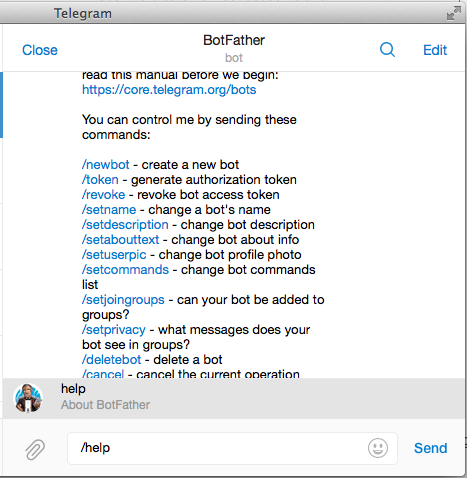 Telegram
Close
BotFather
bot
Edit
read this manual before we begin:
https://core.telegram.org/bots
You can control me by sending these
commands:
/newbot - create a new bot
/token - generate authorization token
/revoke - revoke bot access token
/setname - change a bot's name
/setdescription - change bot description
/setabouttext - change bot about info
/setuserpic - change bot profile photo
/setcommands - change bot commands
list
/setjoingroups - can your bot be added to
groups?
/setprivacy - what messages does your
bot see in groups?
/deletebot - delete a bot
/cancel - cancel the current operation
help
About BotFather
/help
Send